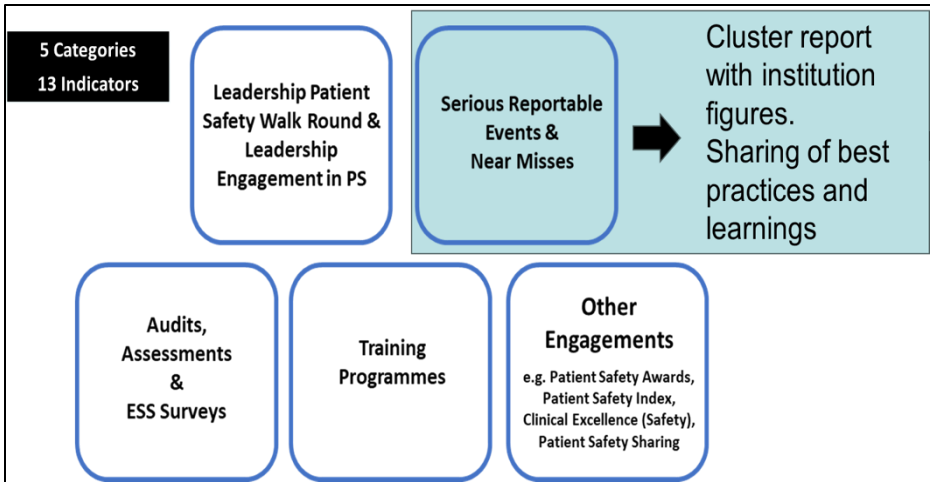 5 Categories
13 Indicators
Leadership Patient
Safety Walk Round &
Leadership
Engagement in PS
Serious Reportable
Events &
Near Misses
Cluster report
with institution
figures.
Sharing of best
practices and
learnings
Audits,
Assessments
&
ESS Surveys
Training
Programmes
Other
Engagements
e.g. Patient Safety Awards,
Patient Safety Index,
Clinical Excellence (Safety),
Patient Safety Sharing